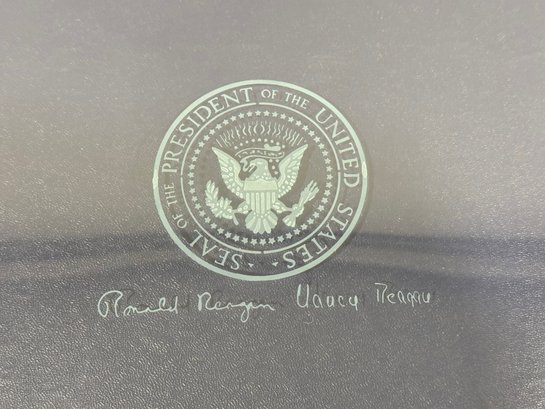 SEAL OF THE PRESIDENT OF THE UNITED STATES
Ronald Reagan Nancy Reagan